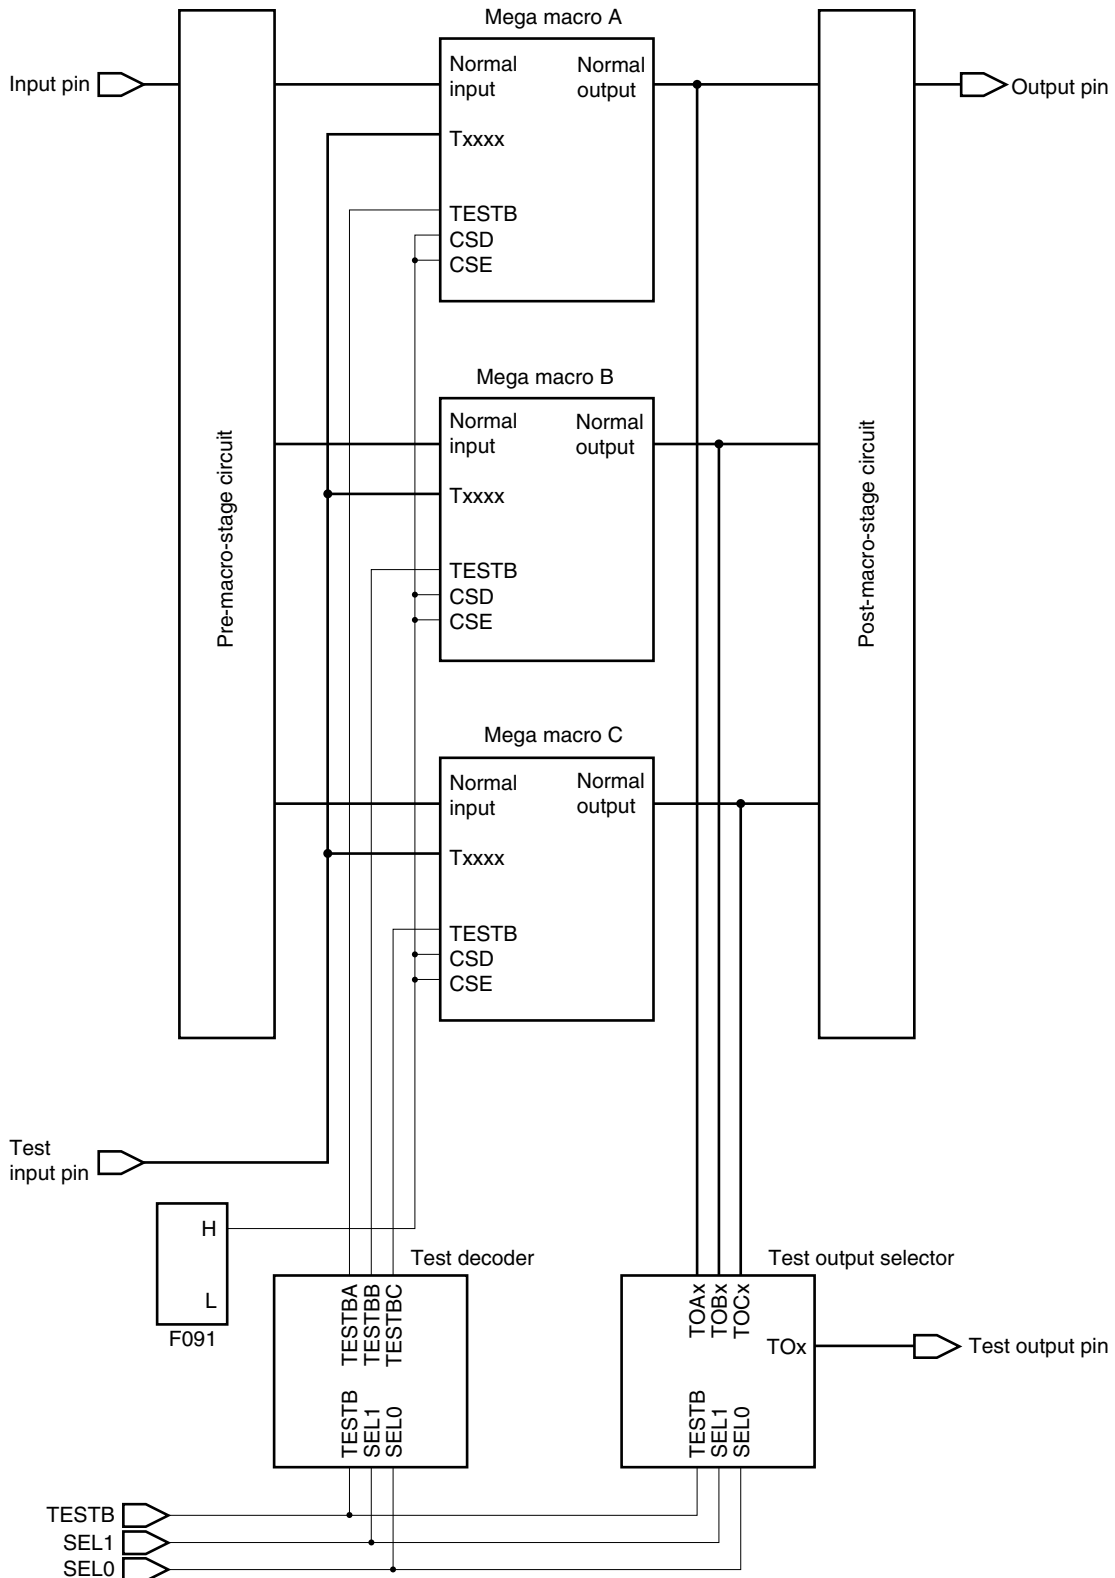 Mega macro A
Input pin
Normal
input
Normal
output
Output pin
Txxxx
TESTB
CSD
CSE
Mega macro B
Normal
input
Normal
output
Txxxx
TESTB
CSD
CSE
Pre-macro-stage circuit
Post-macro-stage circuit
Mega macro C
Normal
input
Normal
output
Txxxx
TESTB
CSD
CSE
Test
input pin
H
L
F091
Test decoder
TESTBA
TESTBB
TESTBC
TESTB
SEL1
SEL0
Test output selector
TOAx
TOBx
TOCx
TOx
TESTB
SEL1
SEL0
Test output pin
TESTB
SEL1
SEL0